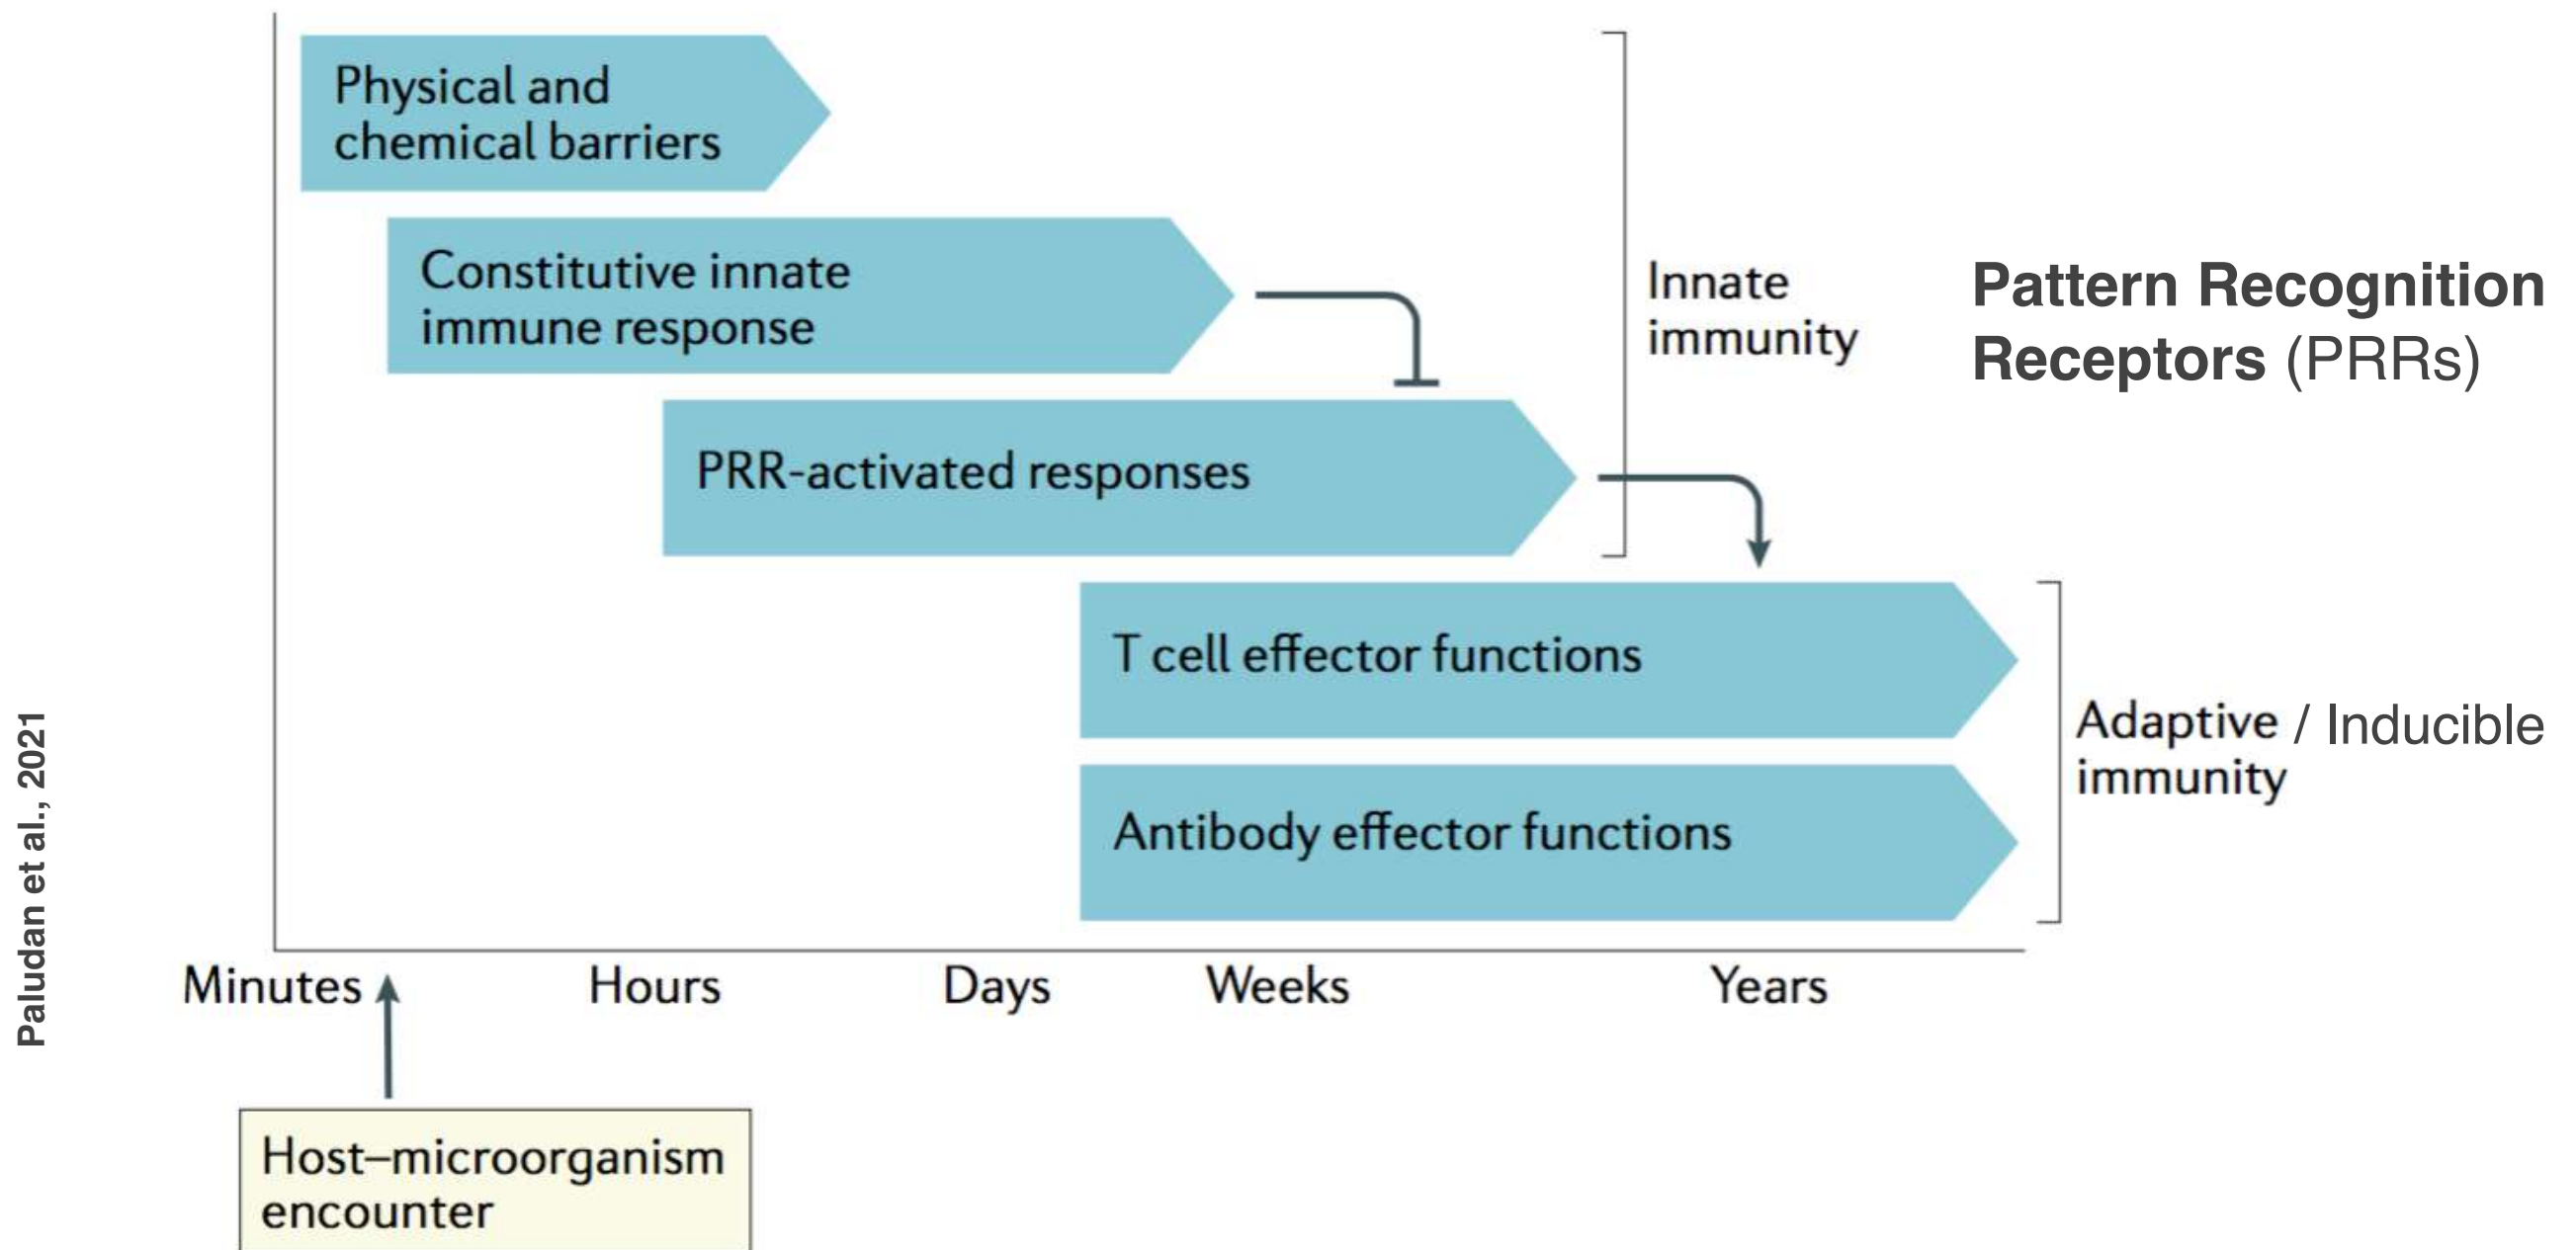 Physical and
chemical barriers
Constitutive innate
immune response
Innate
immunity
Pattern Recognition
Receptors (PRRs)
PRR-activated responses
T cell effector functions
Adaptive / Inducible
immunity
Antibody effector functions
Minutes Hours Days Weeks Years
Host–microorganism
encounter
Paludan et al., 2021